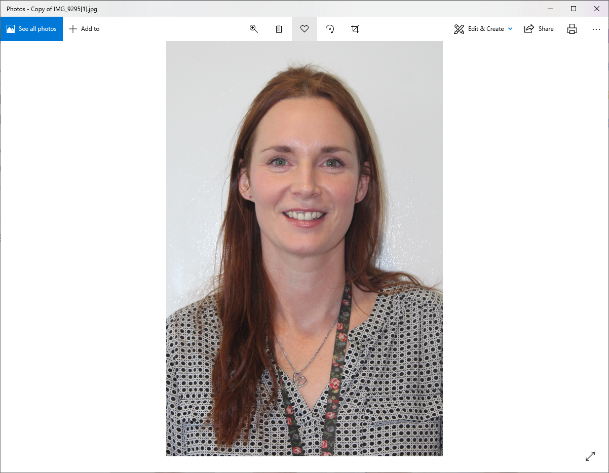 Photos - Copy of IMG_9295[1].jpg
See all photos
Add to
Edit & Create
Share